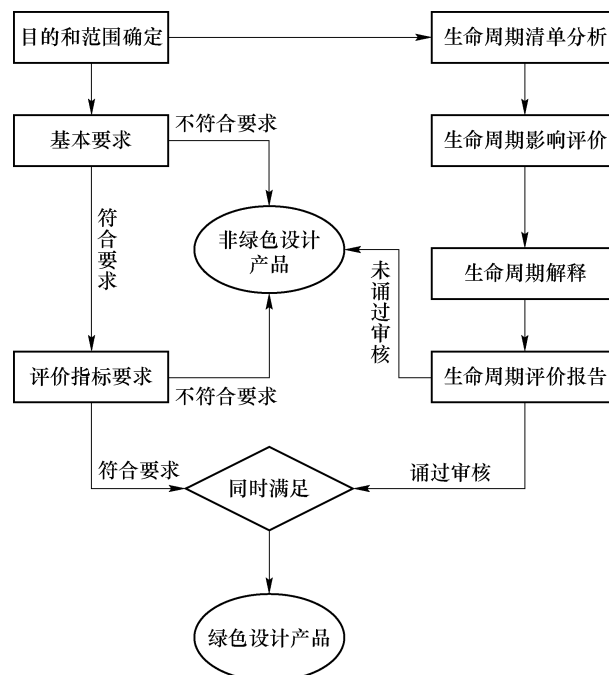 目的和范围确定
生命周期清单分析
基本要求
不符合要求
生命周期影响评价
符合要求
非绿色设计
产品
未诵过审核
生命周期解释
评价指标要求
不符合要求
生命周期评价报告
符合要求
同时满足
诵过审核
绿色设计产品